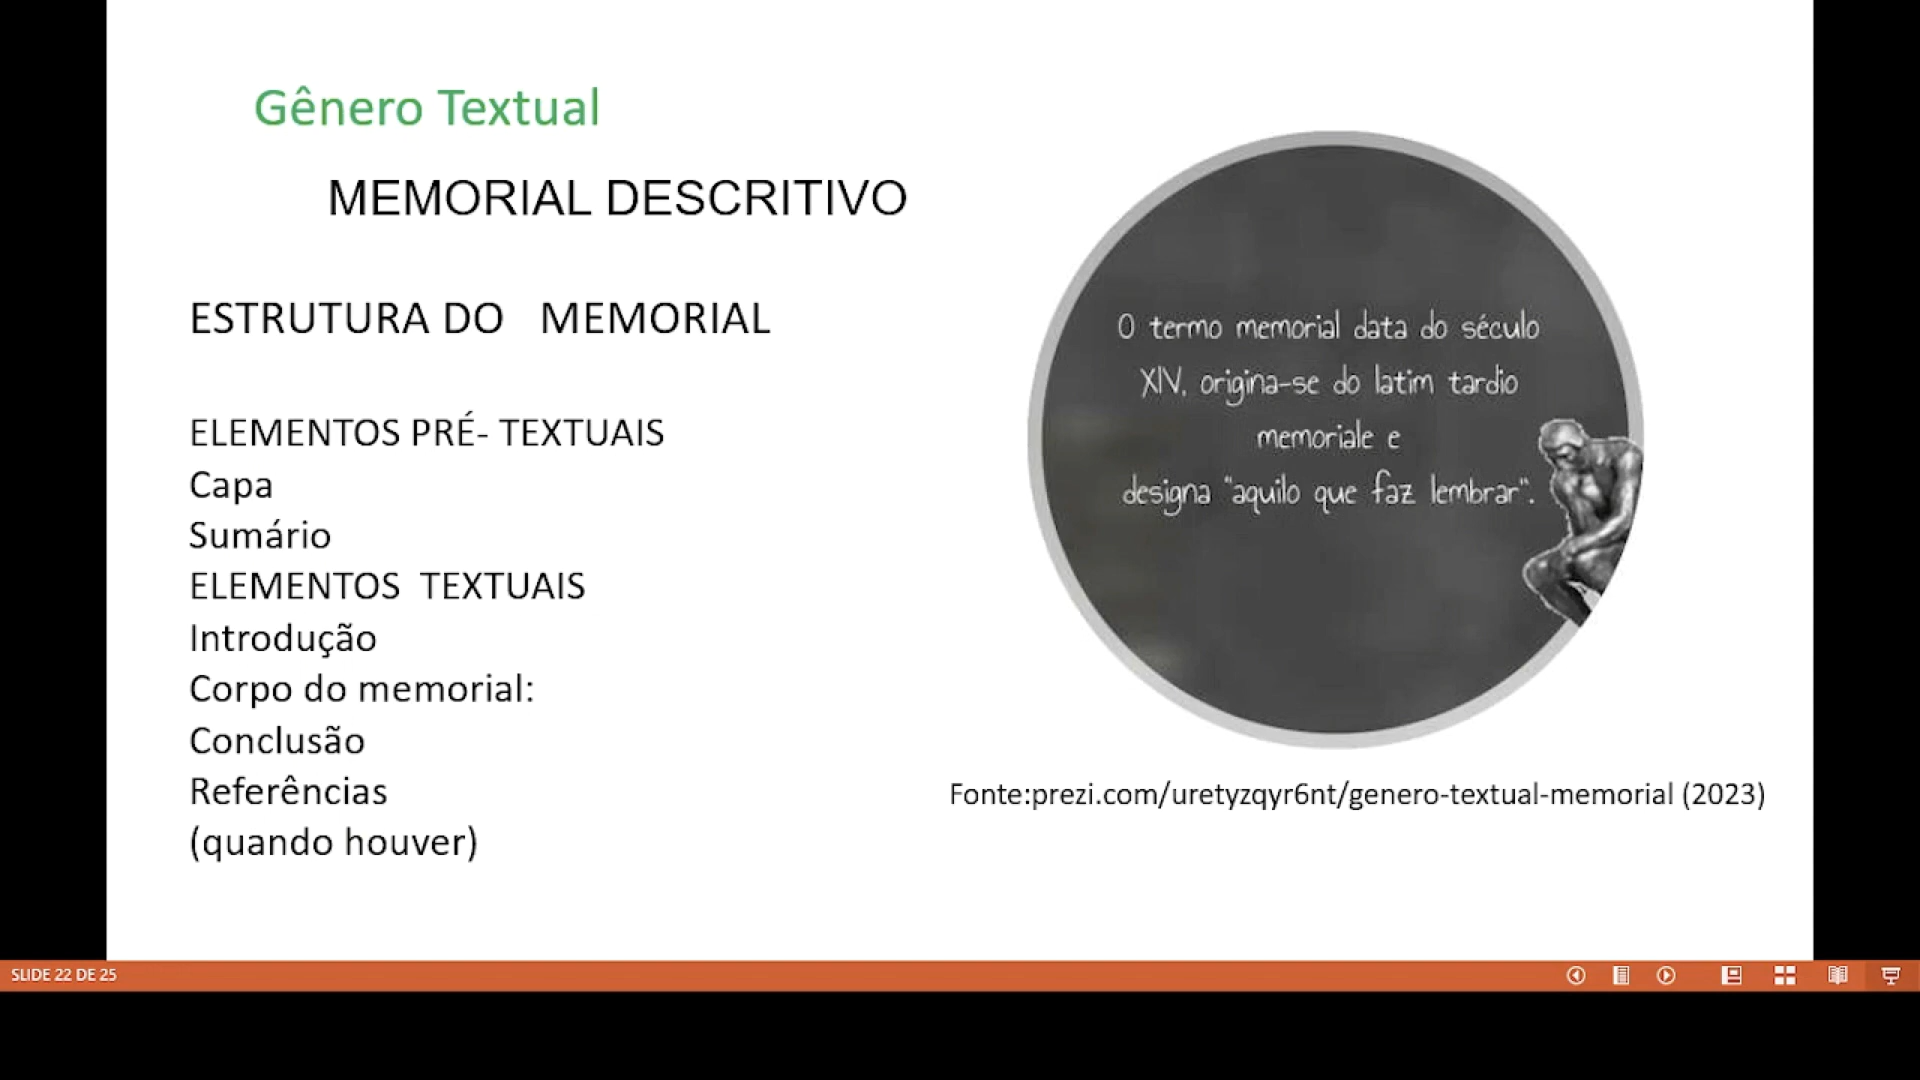 Gênero Textual
MEMORIAL DESCRITIVO
ESTRUTURA DO MEMORIAL
ELEMENTOS PRÉ- TEXTUAIS
Capa
Sumário
ELEMENTOS TEXTUAIS
Introdução
Corpo do memorial:
Conclusão
Referências
(quando houver)
O termo memorial data do século
XIV, origina-se do latim tardio
memoriale e
designa "aquilo que faz lembrar".
Fonte:prezi.com/uretyzqyr6nt/genero-textual-memorial (2023)
SLIDE 22 DE 25